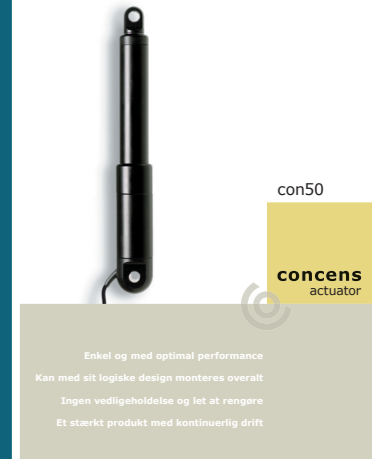 con50
concens
actuator
Enkel og med optimal performance
Kan med sit logiske design monteres overalt
Ingen vedligeholdelse og let at rengøre
Et stærkt produkt med kontinuerlig drift